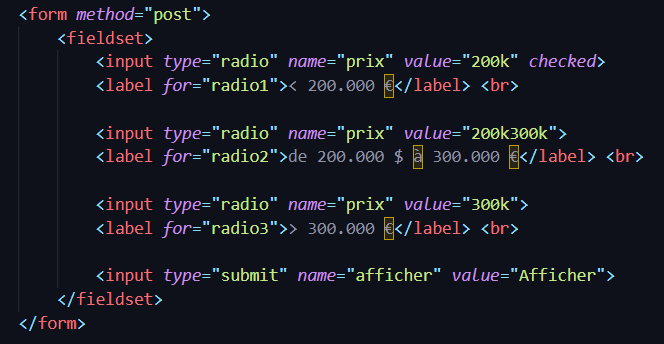 <form method="post">
<fieldset>
<input type="radio" name="prix" value="200k" checked>
<label for="radio1">< 200.000 €</label> <br>
<input type="radio" name="prix" value="200k300k">
<label for="radio2">de 200.000 $ à 300.000 €</label> <br>
<input type="radio" name="prix" value="300k">
<label for="radio3">> 300.000 €</label> <br>
<input type="submit" name="afficher" value="Afficher">
</fieldset>
</form>